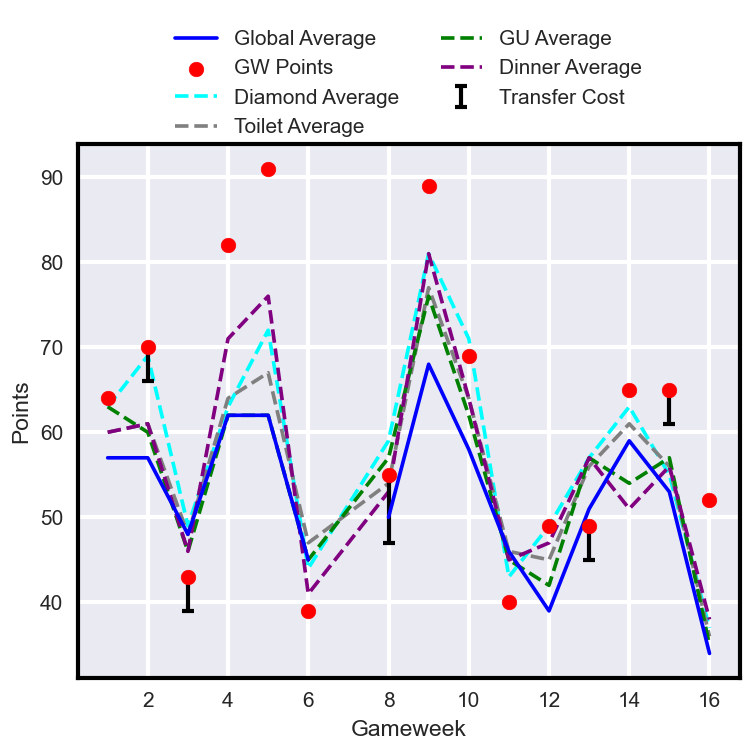 Global Average
GW Points
Diamond Average
Toilet Average
GU Average
Dinner Average
Transfer Cost
90
80
70
60
50
40
Points
2 4 6 8 10 12 14 16
Gameweek